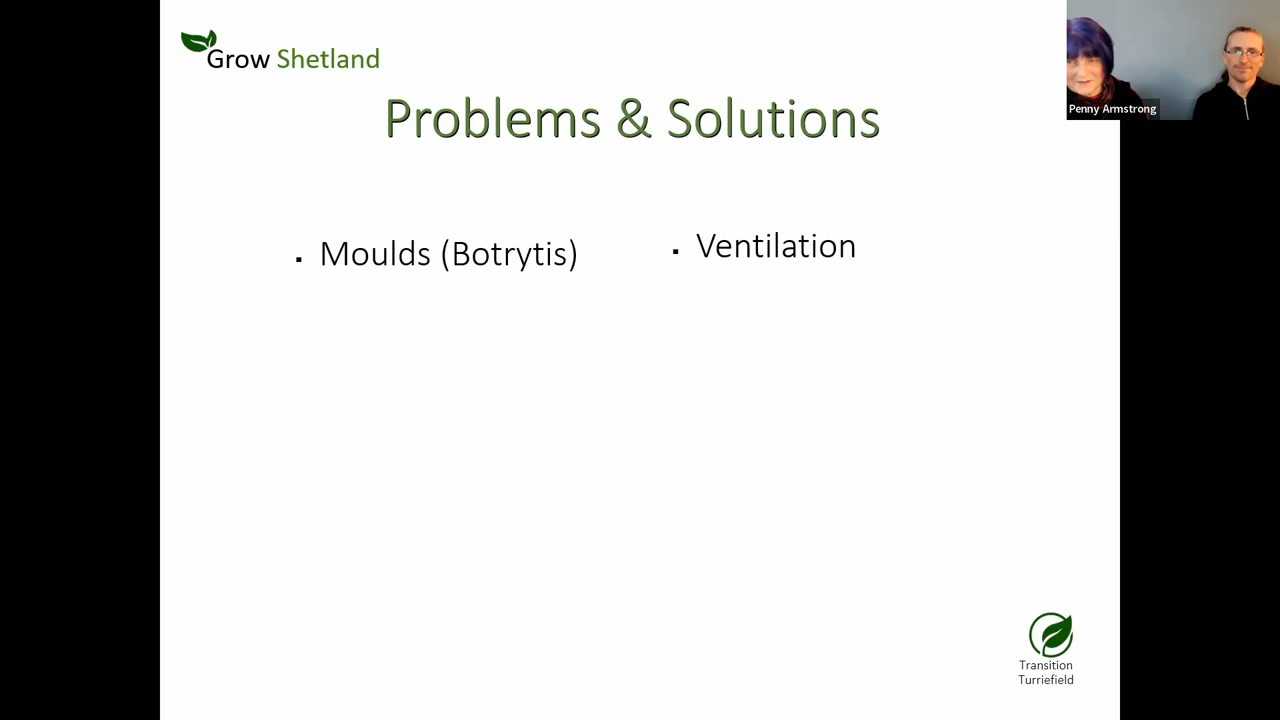 Grow Shetland
Penny Armstrong
Problems & Solutions
▪ Moulds (Botrytis)
▪ Ventilation
Transition
Turriefield